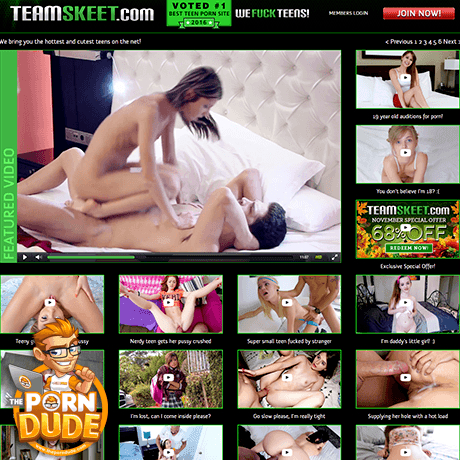 TEAMSKEET.COM
VOTED #1
BEST TEEN PORN SITE
2016
WE FUCK TEENS!
MEMBERS LOGIN
JOIN NOW!
We bring you the hottest and cutest teens on the net!
< Previous 1 2 3 4 5 6 Next
FEATURED VIDEO
19 year old auditions for porn!
You don't believe I'm 18? :(
TEAMSKEET.COM
NOVEMBER SPECIAL OFFER
68% OFF
REDEEM NOW!
Exclusive Special Offer!
Teeny
pussy
Nerdy teen gets her pussy crushed
Super small teen fucked by stranger
I'm daddy's little girl! :)
THE
PORN
DUDE
I'm lost, can I come inside please?
Go slow please, I'm really tight
Supplying her hole with a hot load